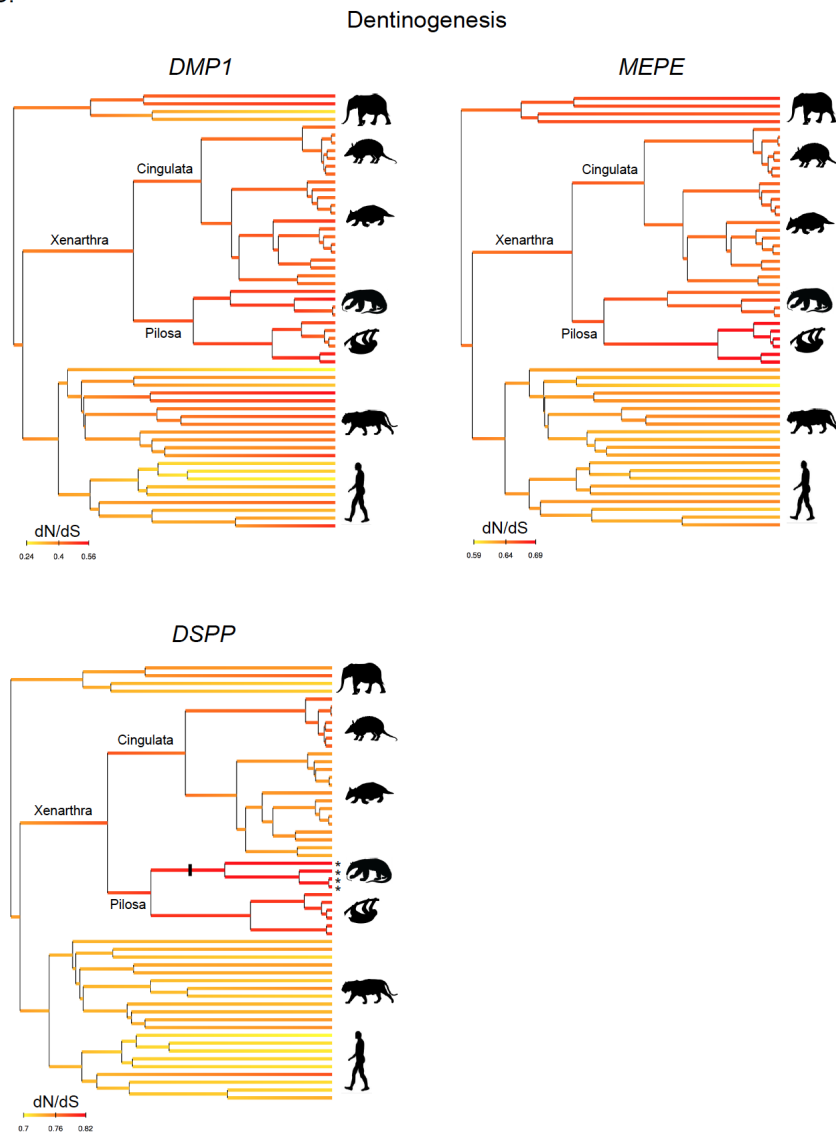 Dentinogenesis
DMP1
MEPE
Cingulata
Xenarthra
Pilosa
dN/dS
0.24 0.4 0.56
Cingulata
Xenarthra
Pilosa
dN/dS
0.59 0.64 0.69
DSPP
Cingulata
Xenarthra
*
*
*
*
Pilosa
dN/dS
0.7 0.76 0.82